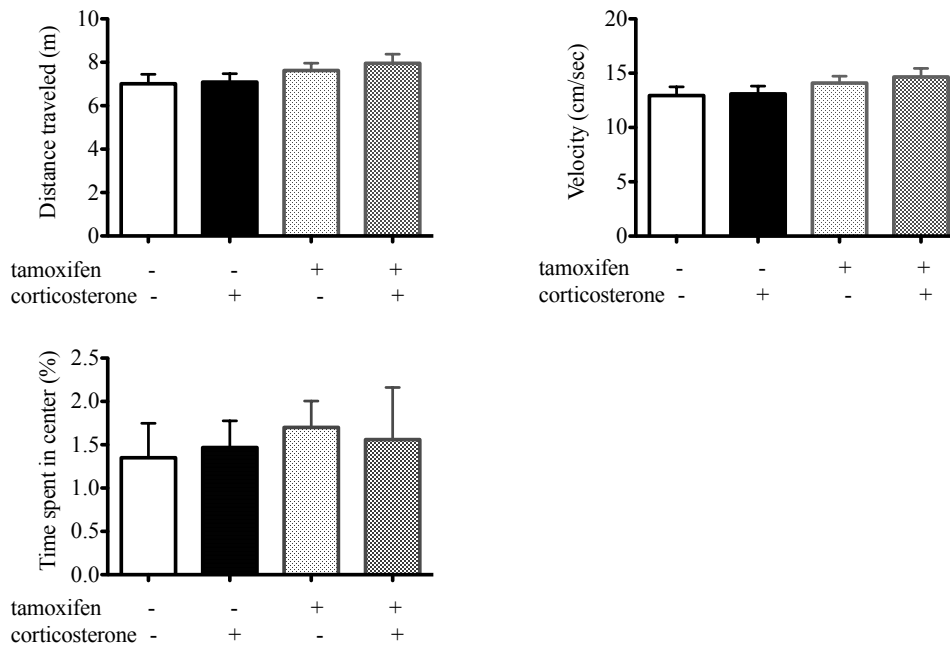 Distance traveled (m)
10
8
6
4
2
0
tamoxifen - - + +
corticosterone - + - +
Velocity (cm/sec)
20
15
10
5
0
tamoxifen - - + +
corticosterone - + - +
Time spent in center (%)
2.5
2.0
1.5
1.0
0.5
0.0
tamoxifen - - + +
corticosterone - + - +